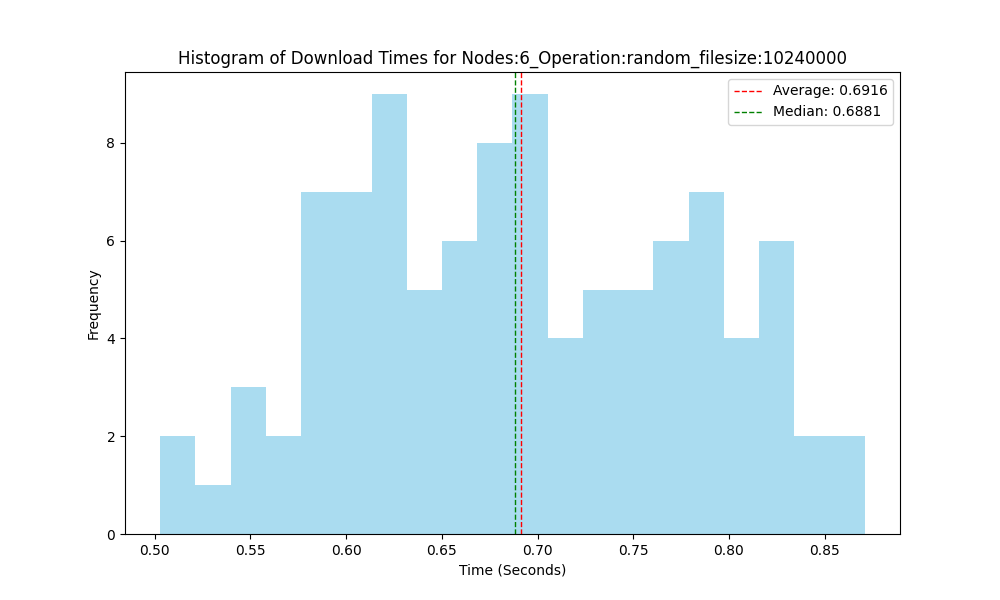 Histogram of Download Times for Nodes:6_Operation:random_filesize:10240000
Average: 0.6916
Median: 0.6881
8
6
4
2
0
Frequency
0.50 0.55 0.60 0.65 0.70 0.75 0.80 0.85
Time (Seconds)